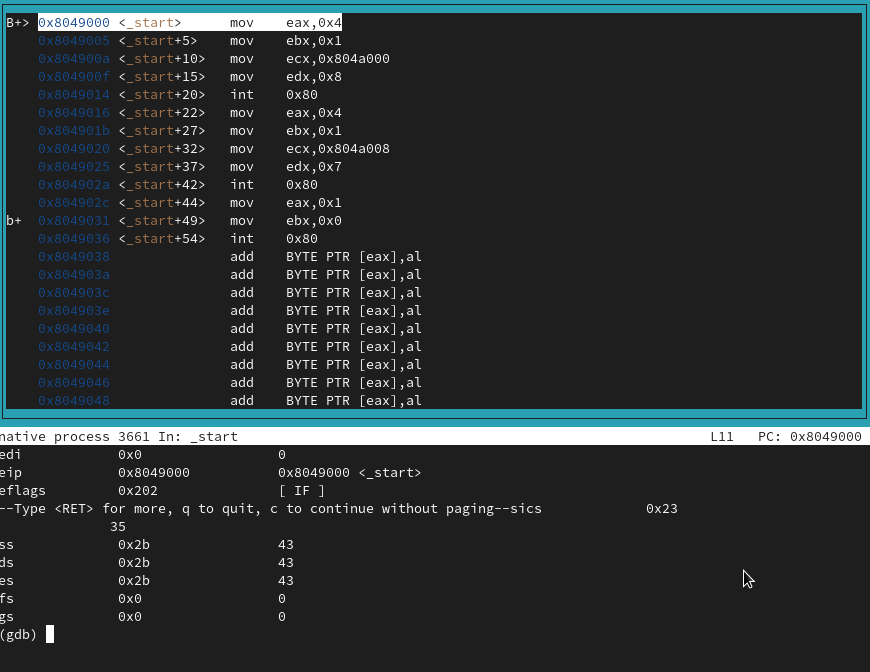 B+> 0x8049000 <_start> mov eax,0x4
0x8049005 <_start+5> mov ebx,0x1
0x804900a <_start+10> mov ecx,0x804a000
0x804900f <_start+15> mov edx,0x8
0x8049014 <_start+20> int 0x80
0x8049016 <_start+22> mov eax,0x4
0x804901b <_start+27> mov ebx,0x1
0x8049020 <_start+32> mov ecx,0x804a008
0x8049025 <_start+37> mov edx,0x7
0x804902a <_start+42> int 0x80
0x804902c <_start+44> mov eax,0x1
b+ 0x8049031 <_start+49> mov ebx,0x0
0x8049036 <_start+54> int 0x80
0x8049038 add BYTE PTR [eax],al
0x804903a add BYTE PTR [eax],al
0x804903c add BYTE PTR [eax],al
0x804903e add BYTE PTR [eax],al
0x8049040 add BYTE PTR [eax],al
0x8049042 add BYTE PTR [eax],al
0x8049044 add BYTE PTR [eax],al
0x8049046 add BYTE PTR [eax],al
0x8049048 add BYTE PTR [eax],al
native process 3661 In: _start L11 PC: 0x8049000
edi 0x0 0
eip 0x8049000 0x8049000 <_start>
eflags 0x202 [ IF ]
--Type <RET> for more, q to quit, c to continue without paging--sics 0x23
35
ss 0x2b 43
ds 0x2b 43
es 0x2b 43
fs 0x0 0
gs 0x0 0
(gdb)